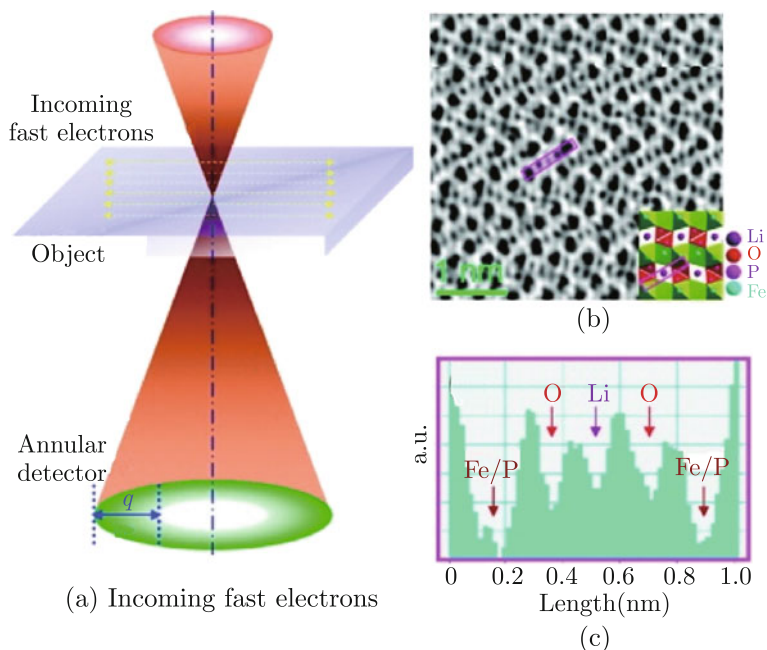 Incoming
fast electrons
Object
Annular
detector
q
(a) Incoming fast electrons
1 nm
Li
O
P
Fe
(b)
a.u.
O Li O
Fe/P Fe/P
0 0.2 0.4 0.6 0.8 1.0
Length(nm)
(c)